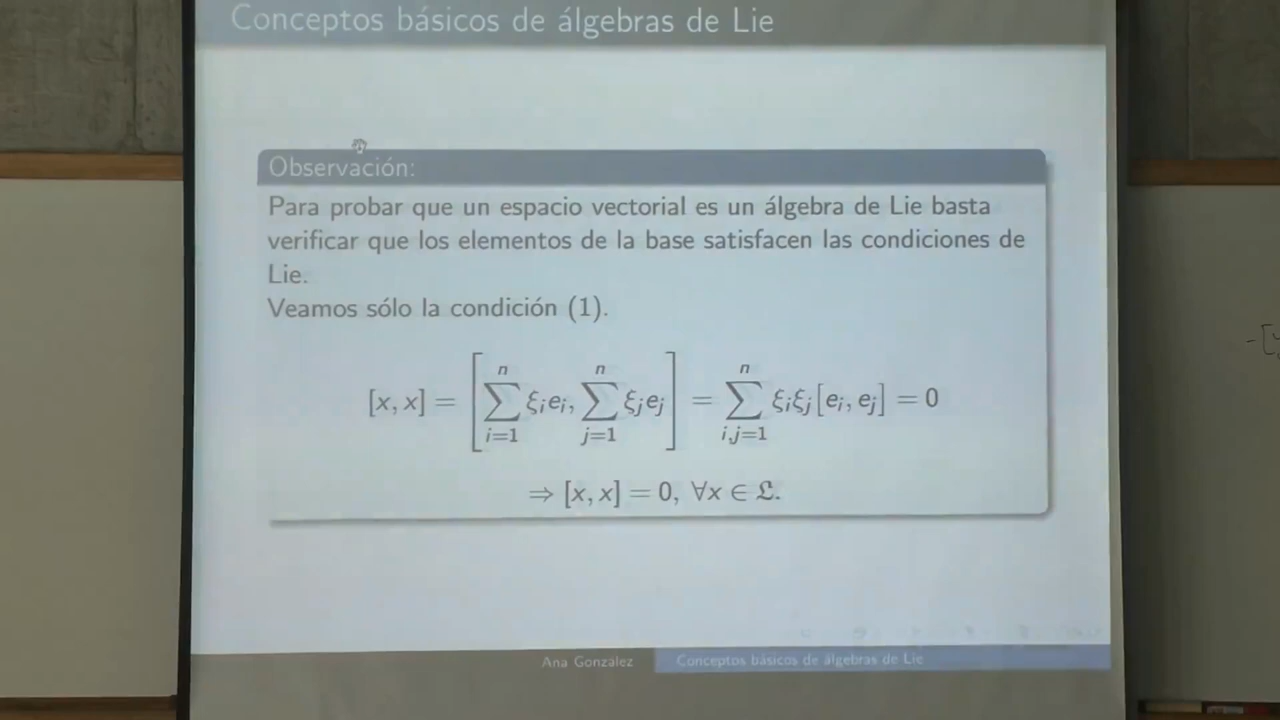 Conceptos básicos de álgebras de Lie
Observación:
Para probar que un espacio vectorial es un álgebra de Lie basta
verificar que los elementos de la base satisfacen las condiciones de
Lie.
Veamos sólo la condición (1).
[x, x] = [∑_{i=1}^{n} ξ_i e_i, ∑_{j=1}^{n} ξ_j e_j] = ∑_{i,j=1}^{n} ξ_i ξ_j [e_i, e_j] = 0
⇒ [x, x] = 0, ∀x ∈ 𝔏.
Ana González
Conceptos básicos de álgebras de Lie